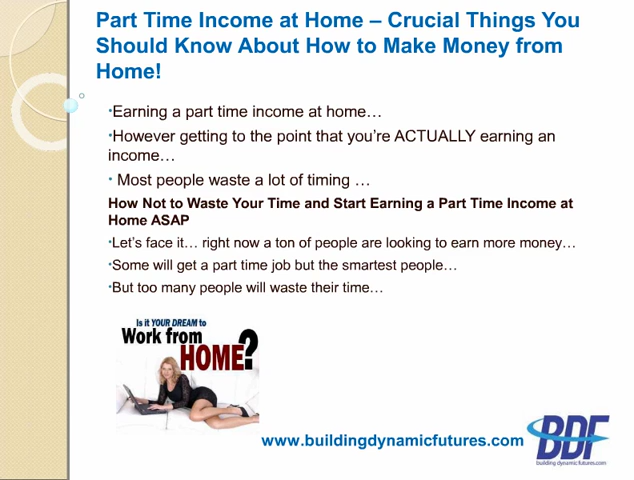 Part Time Income at Home – Crucial Things You
Should Know About How to Make Money from
Home!
•Earning a part time income at home…
•However getting to the point that you're ACTUALLY earning an
income…
• Most people waste a lot of timing …
How Not to Waste Your Time and Start Earning a Part Time Income at
Home ASAP
•Let's face it… right now a ton of people are looking to earn more money…
•Some will get a part time job but the smartest people…
•But too many people will waste their time…
Is it YOUR DREAM to
Work from
HOME?
www.buildingdynamicfutures.com
BDF
building dynamic futures.com